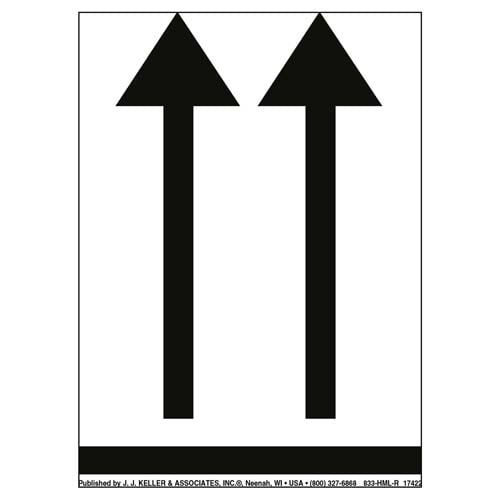 Published by J. J. KELLER & ASSOCIATES, INC.®, Neenah, WI • USA • (800) 327-6868 833-HML-R 17422